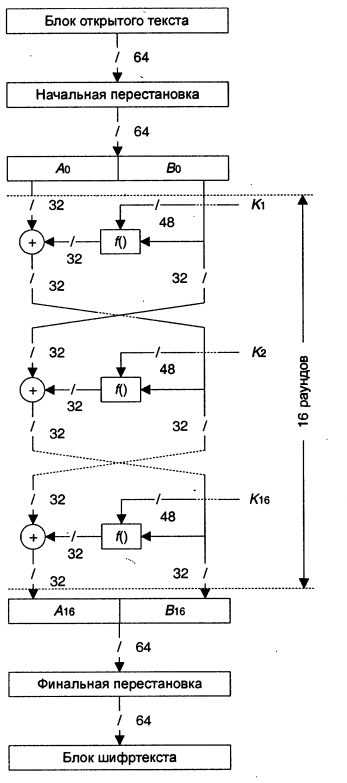 Блок открытого текста
64
Начальная перестановка
64
A0 B0
32 K1
48
+ f()
32
32 32
32 K2
48
+ f()
32
32 32
16 раундов
32 K16
48
+ f()
32
32 32
A16 B16
64
Финальная перестановка
64
Блок шифртекста